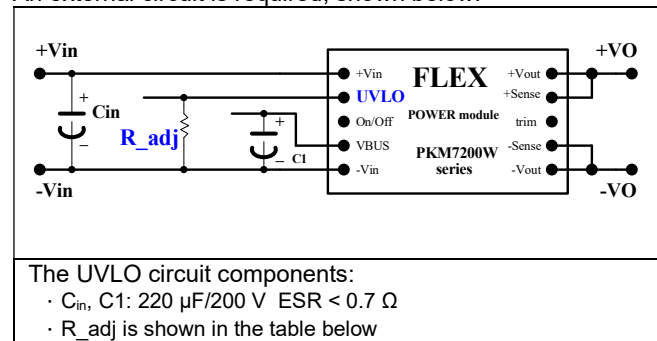 +Vin
+VO
+Vin
FLEX
+Vout
UVLO
+Sense
+
Cin
On/Off
POWER module
trim
R_adj
+
VBUS
PKM7200W
-Sense
–
– C1
-Vin
series
-Vout
-Vin
-VO
The UVLO circuit components:
· Cin, C1: 220 µF/200 V ESR < 0.7 Ω
· R_adj is shown in the table below